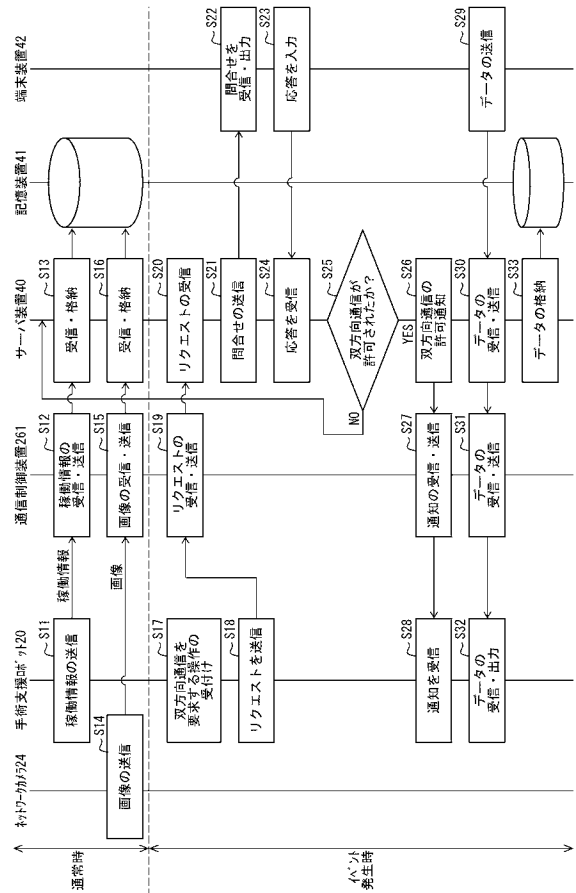 ネットワークカメラ24
手術支援ロボット20
通信制御装置261
サーバ装置40
記憶装置41
端末装置42
通常時
S11
稼働情報の送信
稼働情報
S12
稼働情報の
受信・送信
S13
受信・格納
S14
画像の送信
画像
S15
画像の受信・送信
S16
受信・格納
イベント
発生時
S17
双方向通信を
要求する操作の
受付け
S18
リクエストを送信
S19
リクエストの
受信・送信
S20
リクエストの受信
S21
問合せの送信
S22
問合せを
受信・出力
S23
応答を入力
S24
応答を受信
S25
双方向通信が
許可されたか?
NO
YES
S26
双方向通信の
許可通知
S27
通知の受信・送信
S28
通知を受信
S29
データの送信
S30
データの
受信・送信
S31
データの
受信・送信
S32
データの
受信・出力
S33
データの格納